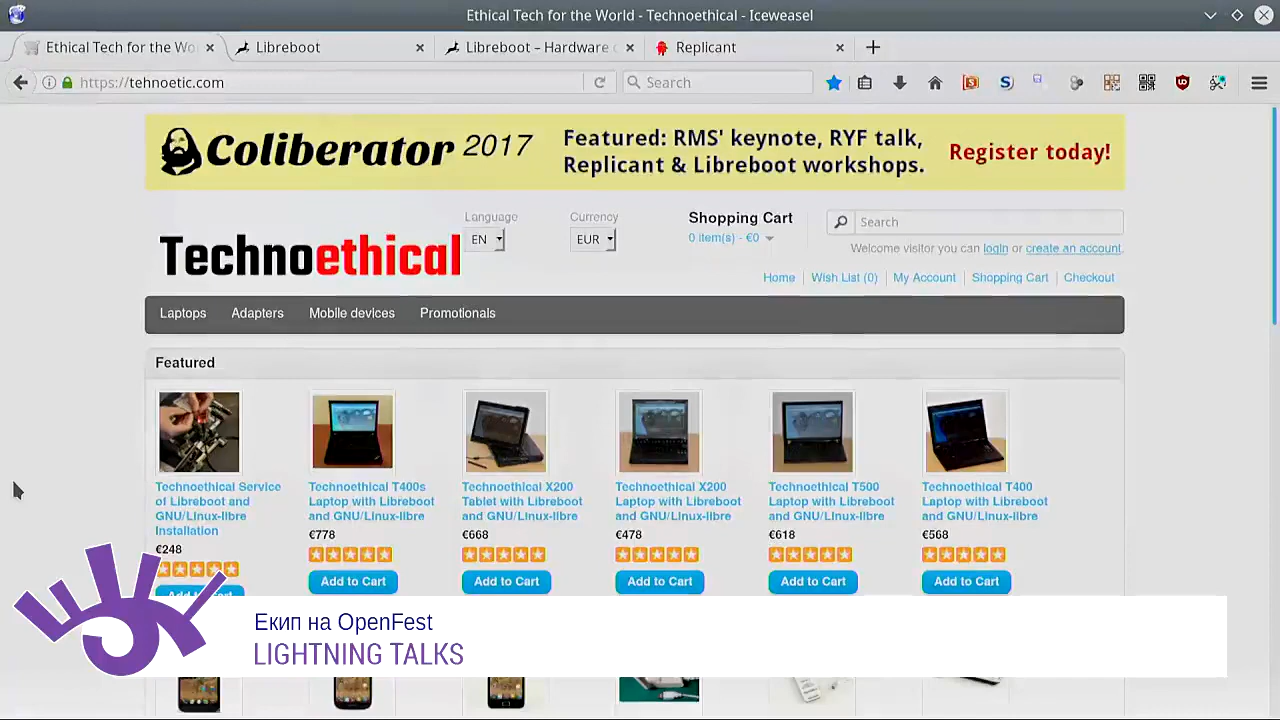 Ethical Tech for the World - Technoethical - Iceweasel
Ethical Tech for the Wo
Libreboot
Libreboot – Hardware
Replicant
https://tehnoetic.com
Search
Coliberator 2017
Featured: RMS' keynote, RYF talk,
Replicant & Libreboot workshops.
Register today!
Technoethical
Language
EN
Currency
EUR
Shopping Cart
0 item(s) - €0
Search
Welcome visitor you can login or create an account.
Home
Wish List (0)
My Account
Shopping Cart
Checkout
Laptops
Adapters
Mobile devices
Promotionals
Featured
Technoethical Service
of Libreboot and
GNU/Linux-libre
Installation
€248
Technoethical T400s
Laptop with Libreboot
and GNU/Linux-libre
€778
Add to Cart
Technoethical X200
Tablet with Libreboot
and GNU/Linux-libre
€668
Add to Cart
Technoethical X200
Laptop with Libreboot
and GNU/Linux-libre
€478
Add to Cart
Technoethical T500
Laptop with Libreboot
and GNU/Linux-libre
€618
Add to Cart
Technoethical T400
Laptop with Libreboot
and GNU/Linux-libre
€568
Add to Cart
Екип на OpenFest
LIGHTNING TALKS